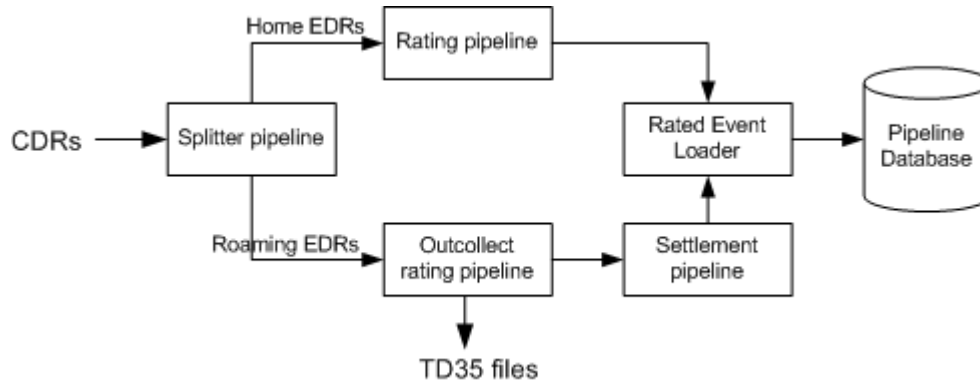 Home EDRs
Rating pipeline
CDRs
Splitter pipeline
Rated Event
Loader
Pipeline
Database
Roaming EDRs
Outcollect
rating pipeline
Settlement
pipeline
TD35 files